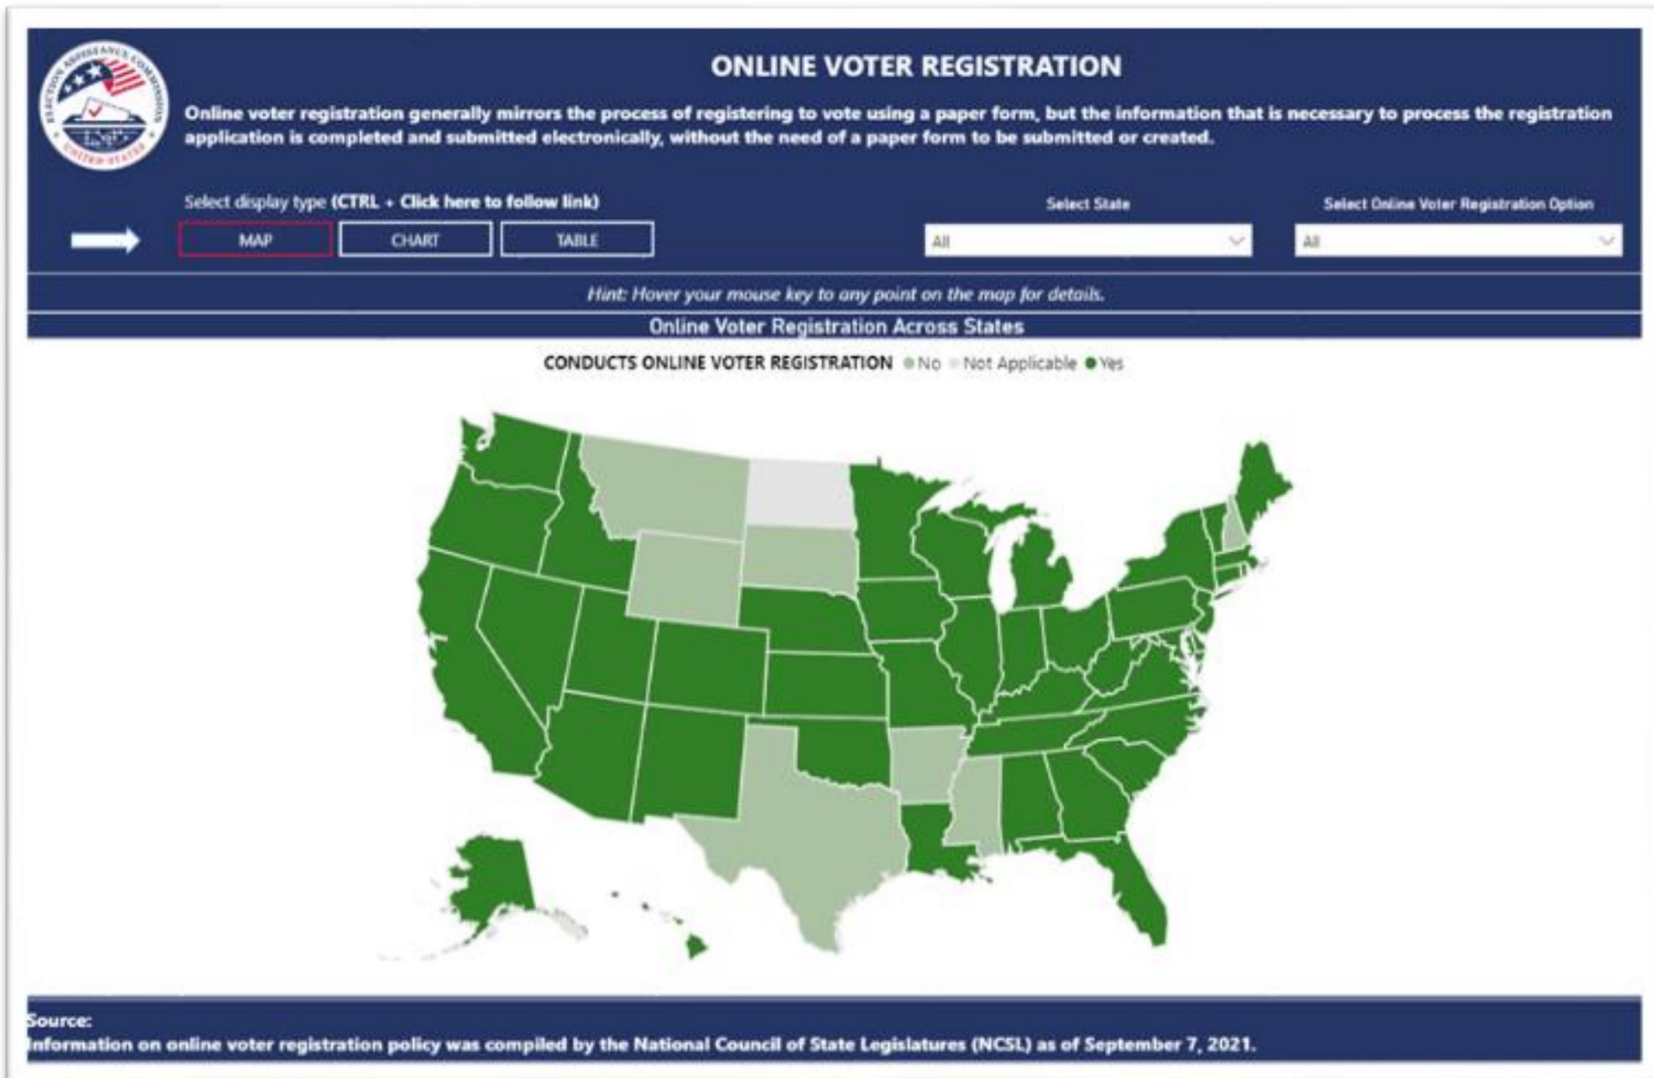 ELECTION ASSISTANCE COMMISSION
UNITED STATES
ONLINE VOTER REGISTRATION
Online voter registration generally mirrors the process of registering to vote using a paper form, but the information that is necessary to process the registration
application is completed and submitted electronically, without the need of a paper form to be submitted or created.
Select display type (CTRL + Click here to follow link)
Select State
Select Online Voter Registration Option
MAP
CHART
TABLE
All
All
Hint: Hover your mouse key to any point on the map for details.
Online Voter Registration Across States
CONDUCTS ONLINE VOTER REGISTRATION No Not Applicable Yes
Source:
Information on online voter registration policy was compiled by the National Council of State Legislatures (NCSL) as of September 7, 2021.